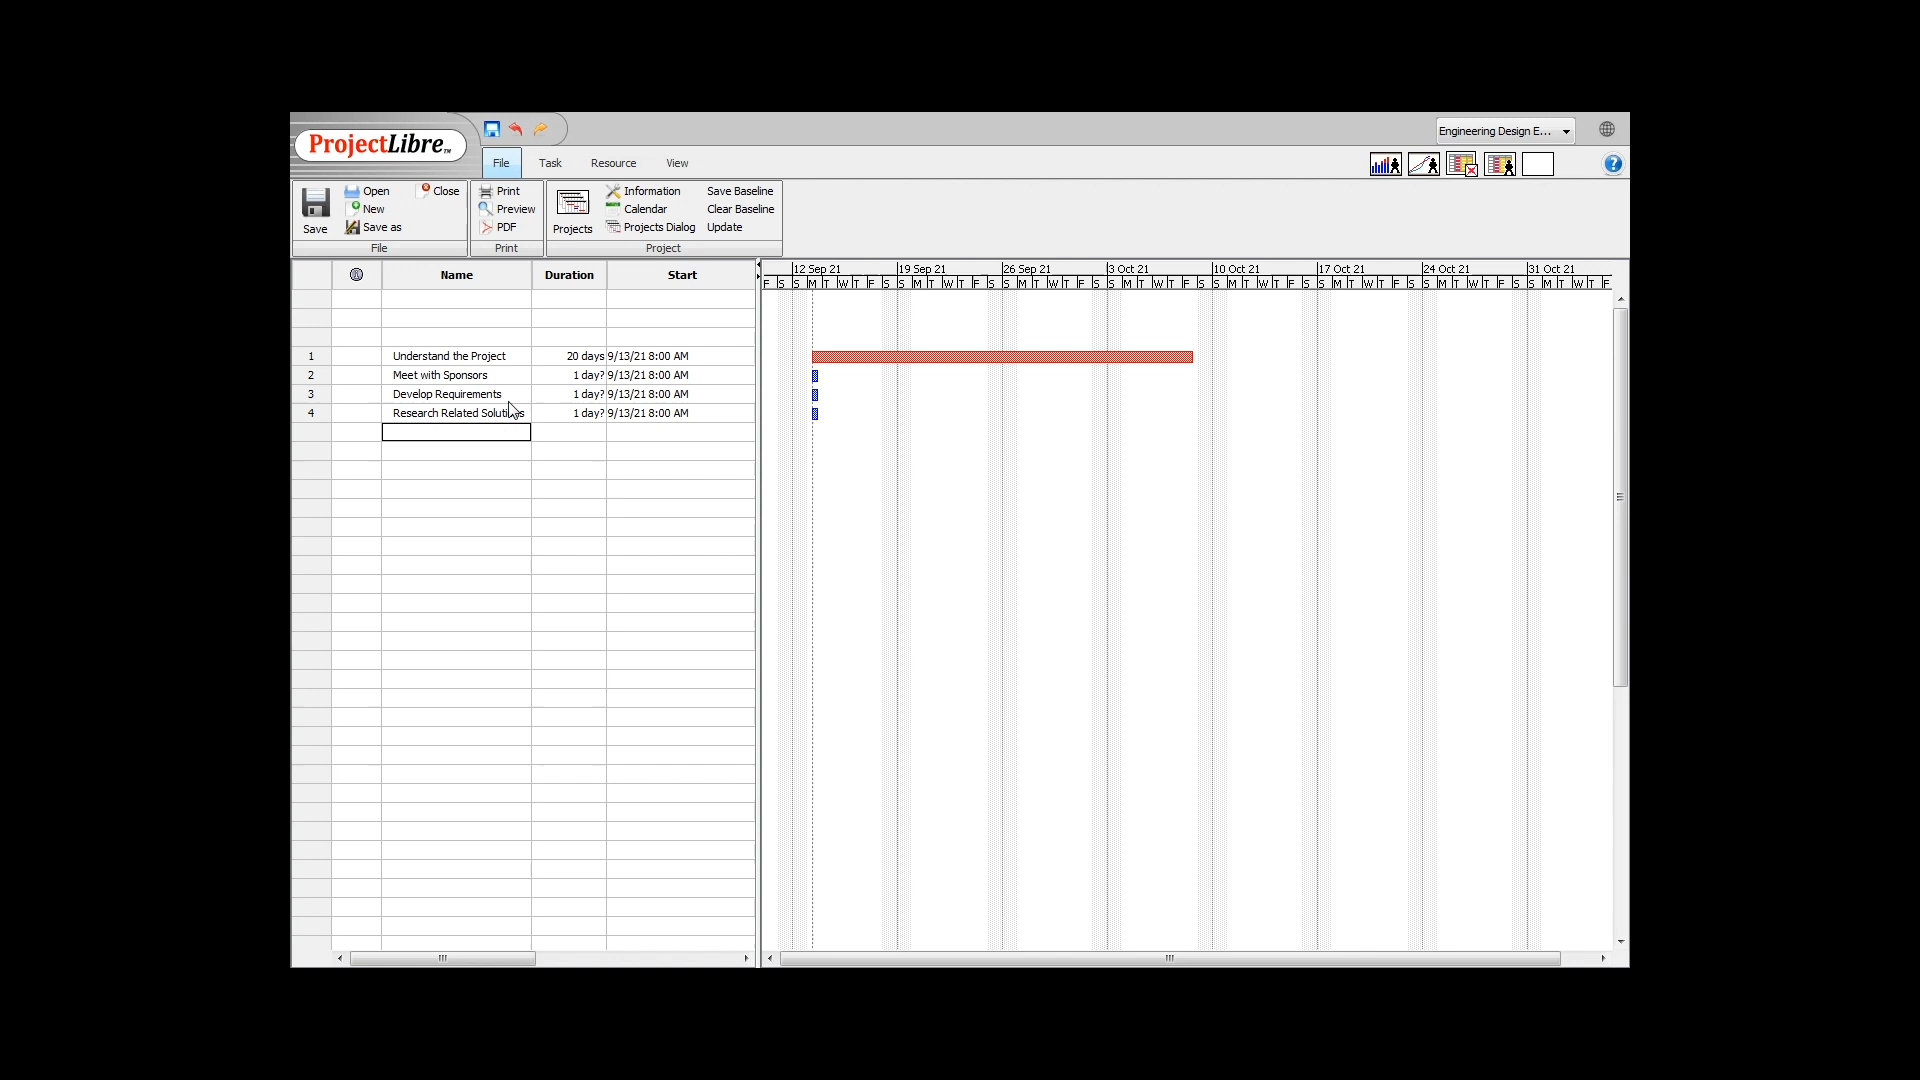 ProjectLibre™
Engineering Design E...
File Task Resource View
Save Open New Save as Close
File
Print Preview PDF
Print
Projects Information Calendar Projects Dialog Save Baseline Clear Baseline Update
Project
Name Duration Start
12 Sep 21 19 Sep 21 26 Sep 21 3 Oct 21 10 Oct 21 17 Oct 21 24 Oct 21 31 Oct 21
F S S M T W T F S S M T W T F S S M T W T F S S M T W T F S S M T W T F S S M T W T F S S M T W T F S S M T W T F
1 Understand the Project 20 days 9/13/21 8:00 AM
2 Meet with Sponsors 1 day? 9/13/21 8:00 AM
3 Develop Requirements 1 day? 9/13/21 8:00 AM
4 Research Related Solutions 1 day? 9/13/21 8:00 AM